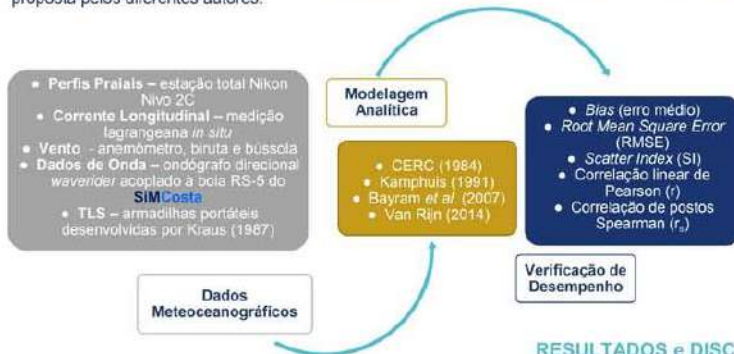 proposta pelos diferentes autores.
• Perfis Praiais – estação total Nikon
Nivo 2C
• Corrente Longitudinal – medição
lagrangeana in situ
• Vento - anemômetro, biruta e bússola
• Dados de Onda – ondógrafo direcional
waverider acoplado à boia RS-5 do
SiMCosta
• TLS – armadilhas portáteis
desenvolvidas por Kraus (1987)
Dados
Meteoceanográficos
Modelagem
Analítica
• CERC (1984)
• Kamphuis (1991)
• Bayram et al (2007)
• Van Rijn (2014)
• Bias (erro médio)
• Root Mean Square Error
(RMSE)
• Scatter Index (SI)
• Correlação linear de
Pearson (r)
• Correlação de postos
Spearman (rₛ)
Verificação de
Desempenho
RESULTADOS e DISC